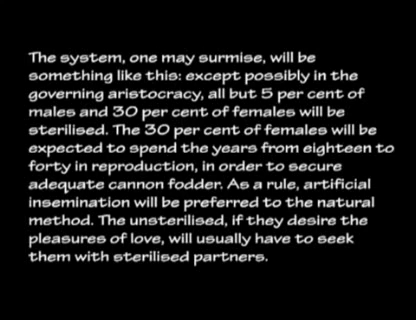 The system, one may surmise, will be
something like this: except possibly in the
governing aristocracy, all but 5 per cent of
males and 30 per cent of females will be
sterilised. The 30 per cent of females will be
expected to spend the years from eighteen to
forty in reproduction, in order to secure
adequate cannon fodder. As a rule, artificial
insemination will be preferred to the natural
method. The unsterilised, if they desire the
pleasures of love, will usually have to seek
them with sterilised partners.